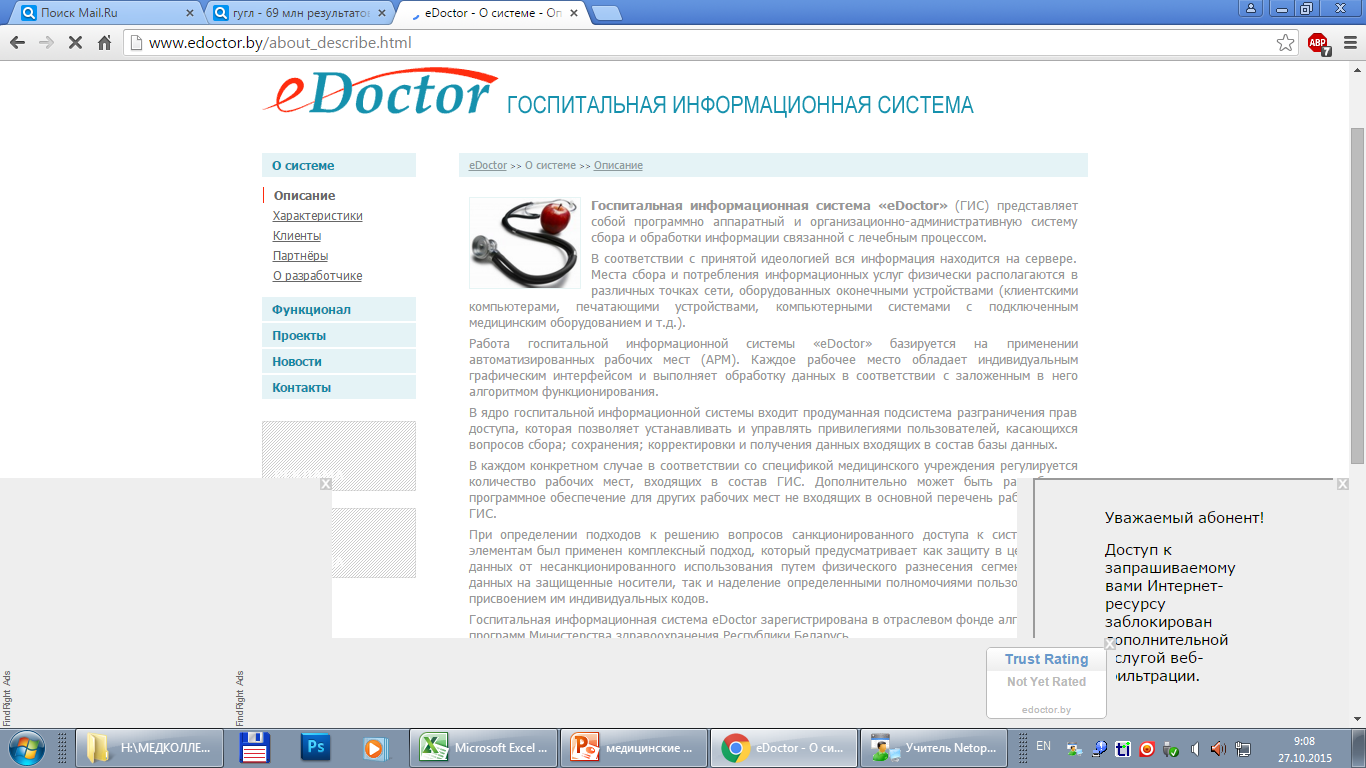 Поиск Mail.Ru
гугл - 69 млн результатов
eDoctor - О системе - Оп
www.edoctor.by/about_describe.html
ABP
7
eDoctor ГОСПИТАЛЬНАЯ ИНФОРМАЦИОННАЯ СИСТЕМА
О системе
Описание
Характеристики
Клиенты
Партнёры
О разработчике
Функционал
Проекты
Новости
Контакты
РЕКЛАМА
eDoctor >> О системе >> Описание
Госпитальная информационная система «eDoctor» (ГИС) представляет
собой программно аппаратный и организационно-административную систему
сбора и обработки информации связанной с лечебным процессом.
В соответствии с принятой идеологией вся информация находится на сервере.
Места сбора и потребления информационных услуг физически располагаются в
различных точках сети, оборудованных оконечными устройствами (клиентскими
компьютерами, печатающими устройствами, компьютерными системами с подключенным
медицинским оборудованием и т.д.).
Работа госпитальной информационной системы «eDoctor» базируется на применении
автоматизированных рабочих мест (АРМ). Каждое рабочее место обладает индивидуальным
графическим интерфейсом и выполняет обработку данных в соответствии с заложенным в него
алгоритмом функционирования.
В ядро госпитальной информационной системы входит продуманная подсистема разграничения прав
доступа, которая позволяет устанавливать и управлять привилегиями пользователей, касающихся
вопросов сбора; сохранения; корректировки и получения данных входящих в состав базы данных.
В каждом конкретном случае в соответствии со спецификой медицинского учреждения регулируется
количество рабочих мест, входящих в состав ГИС. Дополнительно может быть
программное обеспечение для других рабочих мест не входящих в основной перечень
ГИС.
При определении подходов к решению вопросов санкционированного доступа к
элементам был применен комплексный подход, который предусматривает как защиту в
данных от несанкционированного использования путем физического разнесения
данных на защищенные носители, так и наделение определенными полномочиями
присвоением им индивидуальных кодов.
Госпитальная информационная система eDoctor зарегистрирована в отраслевом фонде
программ Министерства здравоохранения Республики Беларусь
Уважаемый абонент!
Доступ к
запрашиваемому
вами Интернет-
ресурсу
заблокирован
дополнительной
услугой веб-
фильтрации.
Trust Rating
Not Yet Rated
edoctor.by
FindRight Ads
FindRight Ads
H:\МЕДКОЛЛЕ...
Ps
Microsoft Excel ...
медицинские ...
eDoctor - О си...
Учитель Netop...
EN
9:08
27.10.2015